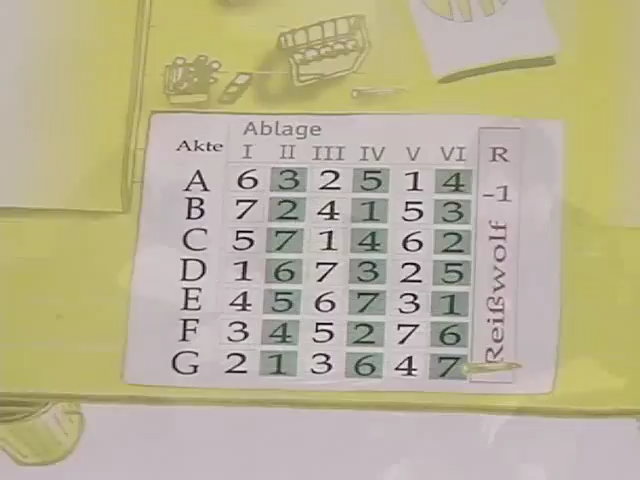 Ablage
Akte I II III IV V VI R
A 6 3 2 5 1 4 -1
B 7 2 4 1 5 3
C 5 7 1 4 6 2
D 1 6 7 3 2 5
E 4 5 6 7 3 1
F 3 4 5 2 7 6
G 2 1 3 6 4 7
Reißwolf